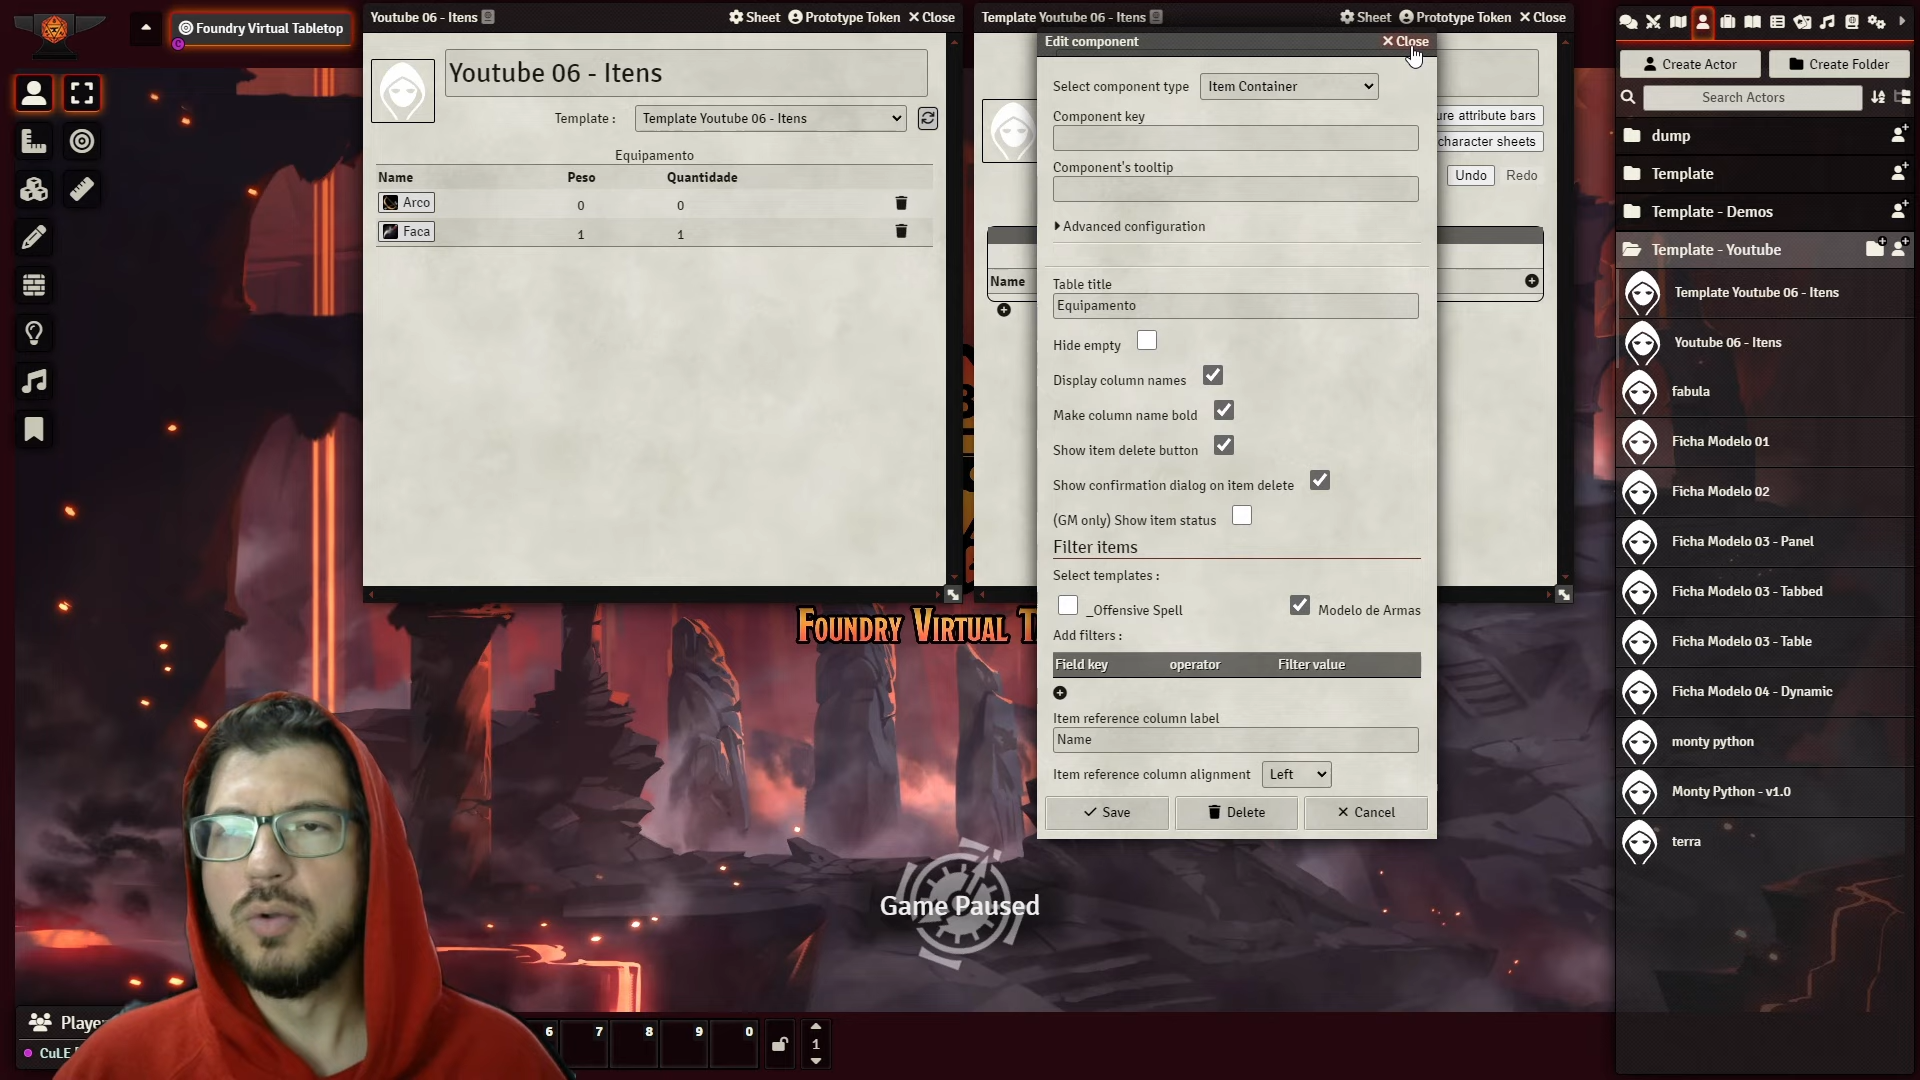 Foundry Virtual Tabletop
Youtube 06 - Itens
Sheet
Prototype Token
Close
Youtube 06 - Itens
Template :
Template Youtube 06 - Itens
Equipamento
Name Peso Quantidade
Arco 0 0
Faca 1 1
Template Youtube 06 - Itens
Sheet
Prototype Token
Close
ure attribute bars
character sheets
Undo
Redo
Name
Edit component
Close
Select component type
Item Container
Component key
Component's tooltip
Advanced configuration
Table title
Equipamento
Hide empty
Display column names
Make column name bold
Show item delete button
Show confirmation dialog on item delete
(GM only) Show item status
Filter items
Select templates :
_Offensive Spell
Modelo de Armas
Add filters :
Field key operator Filter value
Item reference column label
Name
Item reference column alignment
Left
Save
Delete
Cancel
Foundry Virtual T
Game Paused
Playe
CuLE
6 7 8 9 0
1
Create Actor
Create Folder
Search Actors
dump
Template
Template - Demos
Template - Youtube
Template Youtube 06 - Itens
Youtube 06 - Itens
fabula
Ficha Modelo 01
Ficha Modelo 02
Ficha Modelo 03 - Panel
Ficha Modelo 03 - Tabbed
Ficha Modelo 03 - Table
Ficha Modelo 04 - Dynamic
monty python
Monty Python - v1.0
terra